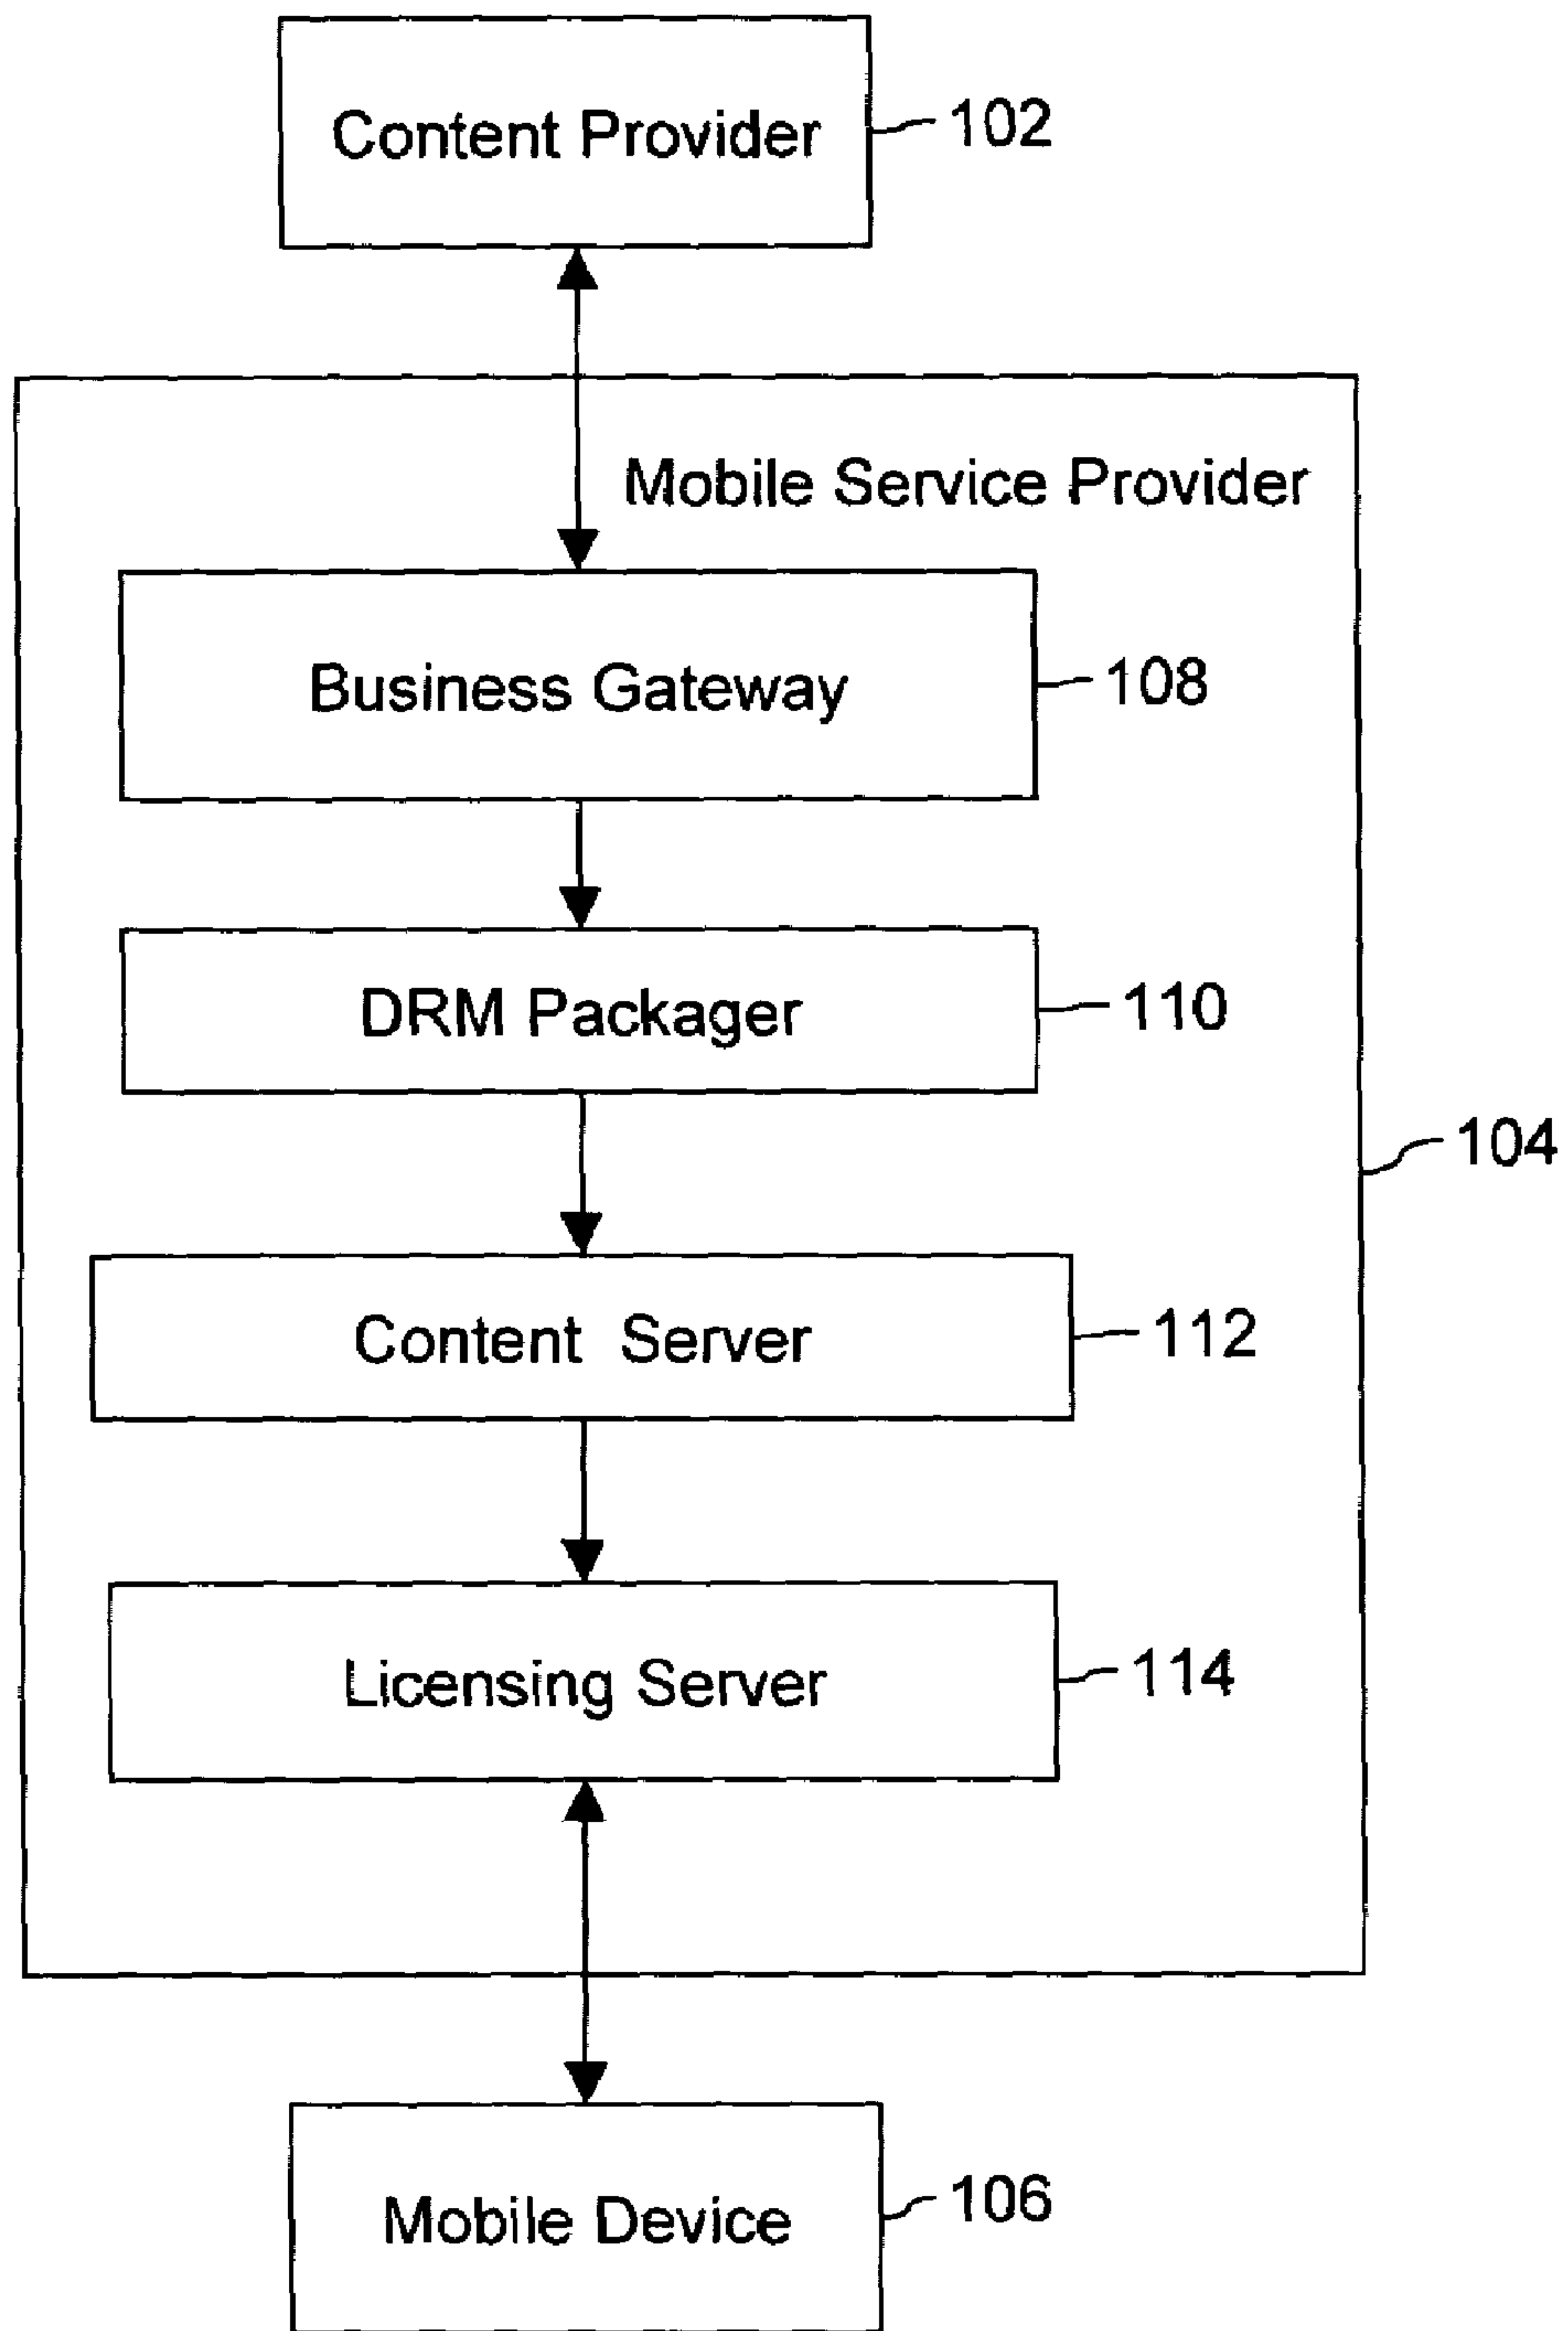 Content Provider
102
Mobile Service Provider
Business Gateway
108
DRM Packager
110
104
Content Server
112
Licensing Server
114
Mobile Device
106